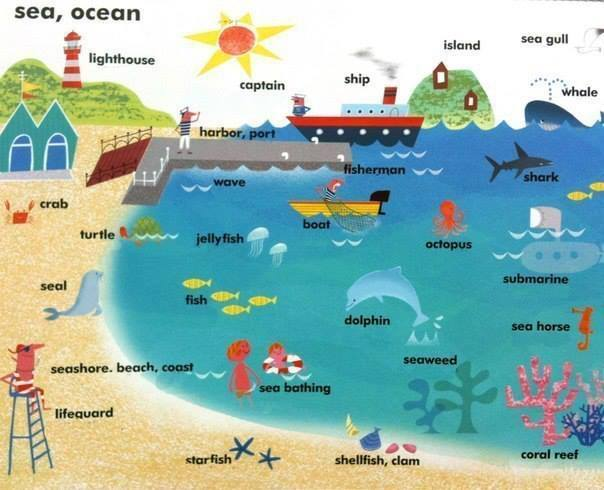 sea, ocean
lighthouse
island
sea gull
captain
ship
whale
harbor, port
fisherman
shark
wave
crab
boat
turtle
jellyfish
octopus
seal
submarine
fish
dolphin
sea horse
seashore. beach, coast
seaweed
sea bathing
lifeguard
starfish
shellfish, clam
coral reef